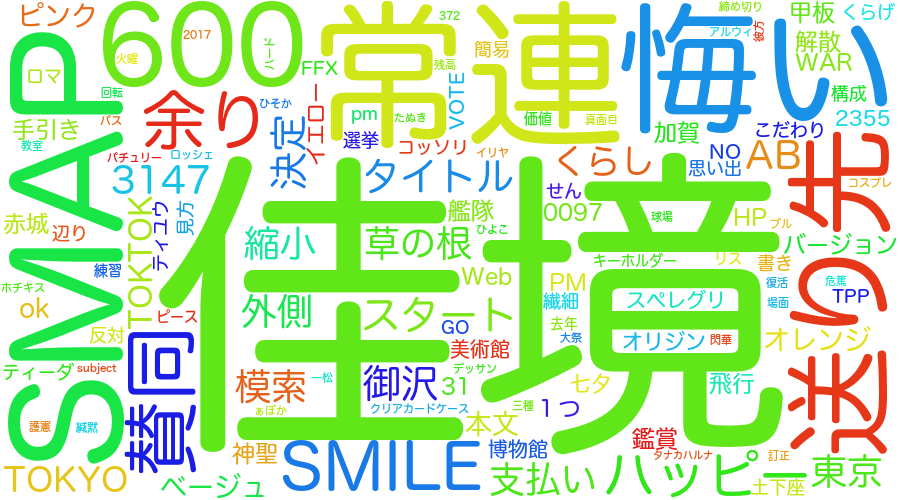 ピンク
600
常連
悔い
締め切り
甲板
くらげ
372
2017
火曜
ハード
FFX
簡易
残高
アルウィ
彼方
解散
WAR
ロマ
SMAP
回転
パス
余り
ひそか
イエロー
pm
たぬき
VOTE
価値
真面目
構成
2355
手引き
教室
パチュリー
ロッシェ
決定
選挙
コッソリ
イリヤ
加賀
こだわり
くらし
NO
思い出
AB
3147
タイトル
せん
コスプレ
送り先
佳境
赤城
辺り
TOKTOK
ティユウ
見方
艦隊
0097
球場
HP
ブル
縮小
草の根
ひよこ
バージョン
練習
Web
キーホルダー
リス
書き
ホチキス
ok
外側
スタート
PM
繊細
スペレグリ
復活
危篤
TPP
場面
反対
ピース
GO
去年
大祭
オリジン
閃華
オレンジ
ティーダ
subject
賛同
模索
一松
御沢
美術館
デッサン
31
七夕
飛行
ぁぽか
クリアカードケース
本文
三種
1つ
護憲
緘黙
神聖
SMILE
博物館
鑑賞
タナカハルナ
訂正
TOKYO
ベージュ
支払い
ハッピー
土下座
東京